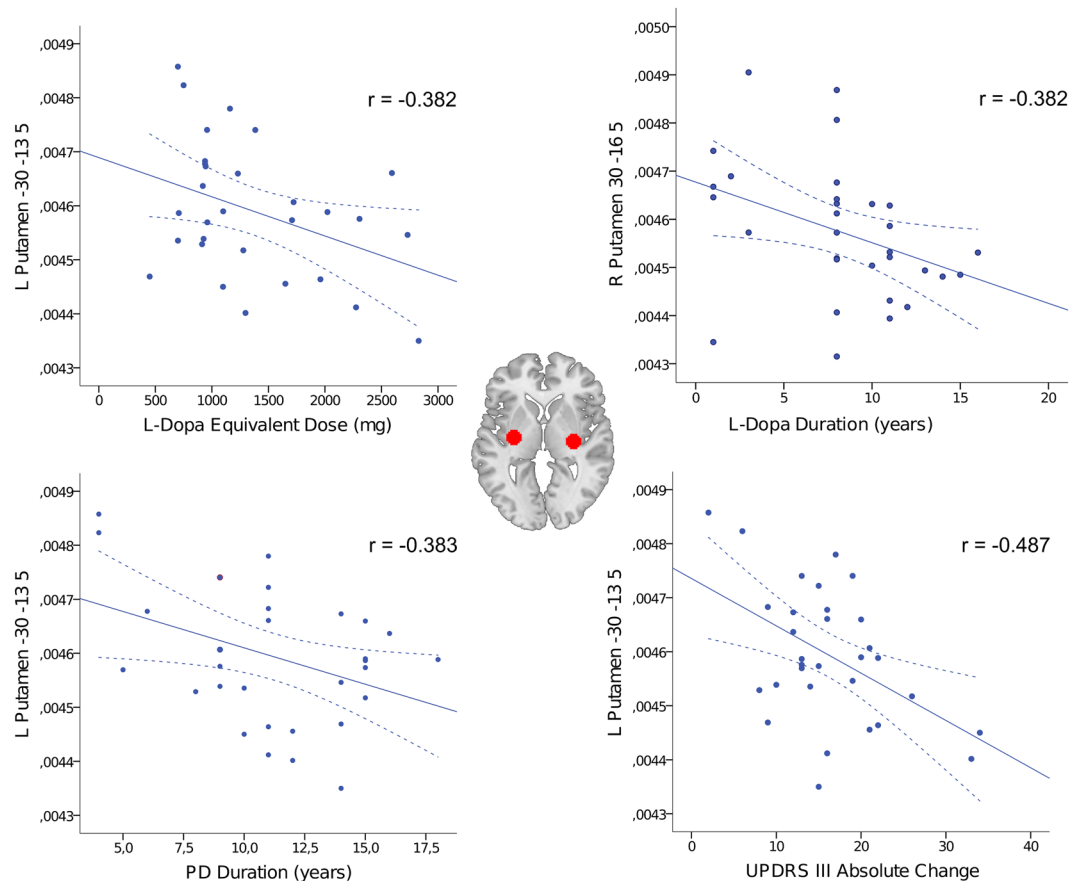 ,0049
,0048
,0047
,0046
,0045
,0044
,0043
L Putamen -30 -13 5
r = -0.382
0 500 1000 1500 2000 2500 3000
L-Dopa Equivalent Dose (mg)
,0050
,0049
,0048
,0047
,0046
,0045
,0044
,0043
R Putamen 30 -16 5
r = -0.382
0 5 10 15 20
L-Dopa Duration (years)
,0049
,0048
,0047
,0046
,0045
,0044
,0043
L Putamen -30 -13 5
r = -0.383
5,0 7,5 10,0 12,5 15,0 17,5
PD Duration (years)
,0049
,0048
,0047
,0046
,0045
,0044
,0043
L Putamen -30 -13 5
r = -0.487
0 10 20 30 40
UPDRS III Absolute Change